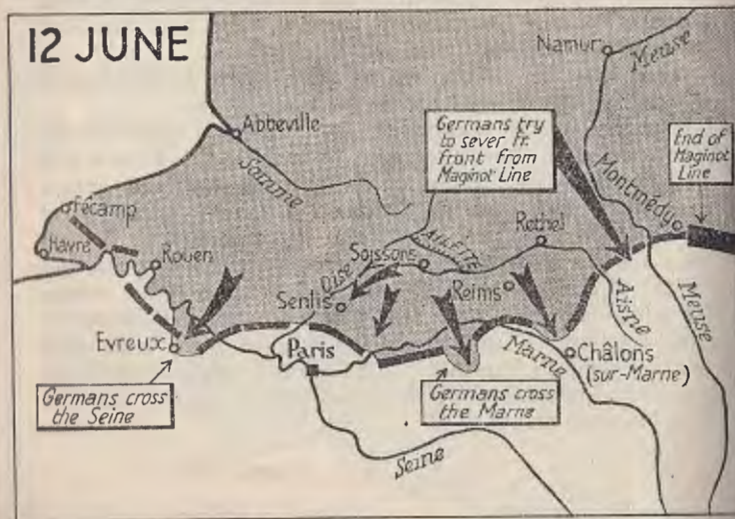 12 JUNE
Namur
Meuse
Abbeville
Germans try
to sever Fr.
front from
Maginot Line
End of
Maginot
Line
Somme
Montmédy
Fécamp
Havre
Rouen
Oise
Soissons
AILETTE
Rethel
Senlis
Reims
Aisne
Meuse
Evreux
Paris
Marne
Châlons
(sur-Marne)
Germans cross
the Seine
Germans cross
the Marne
Seine